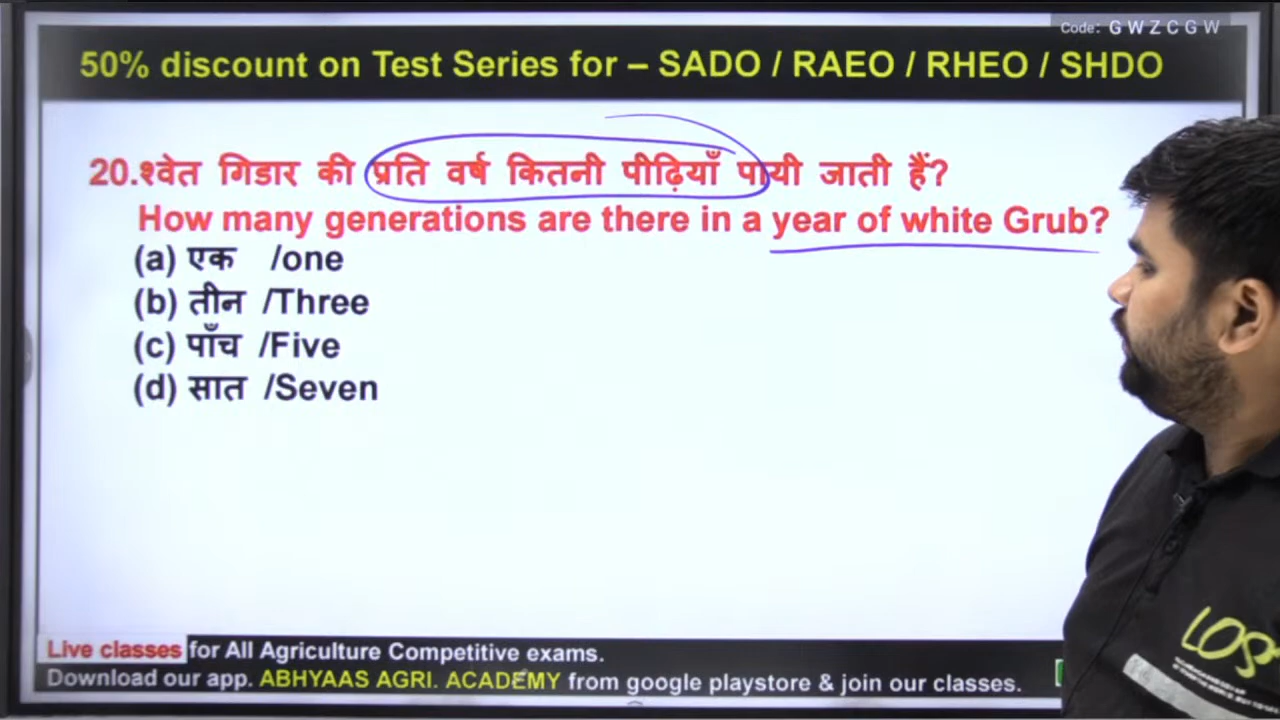 Code: G W Z C G W
50% discount on Test Series for – SADO / RAEO / RHEO / SHDO
20.श्वेत गिडार की प्रति वर्ष कितनी पीढ़ियाँ पायी जाती हैं?
How many generations are there in a year of white Grub?
(a) एक /one
(b) तीन /Three
(c) पाँच /Five
(d) सात /Seven
Live classes for All Agriculture Competitive exams.
Download our app. ABHYAAS AGRI. ACADEMY from google playstore & join our classes.